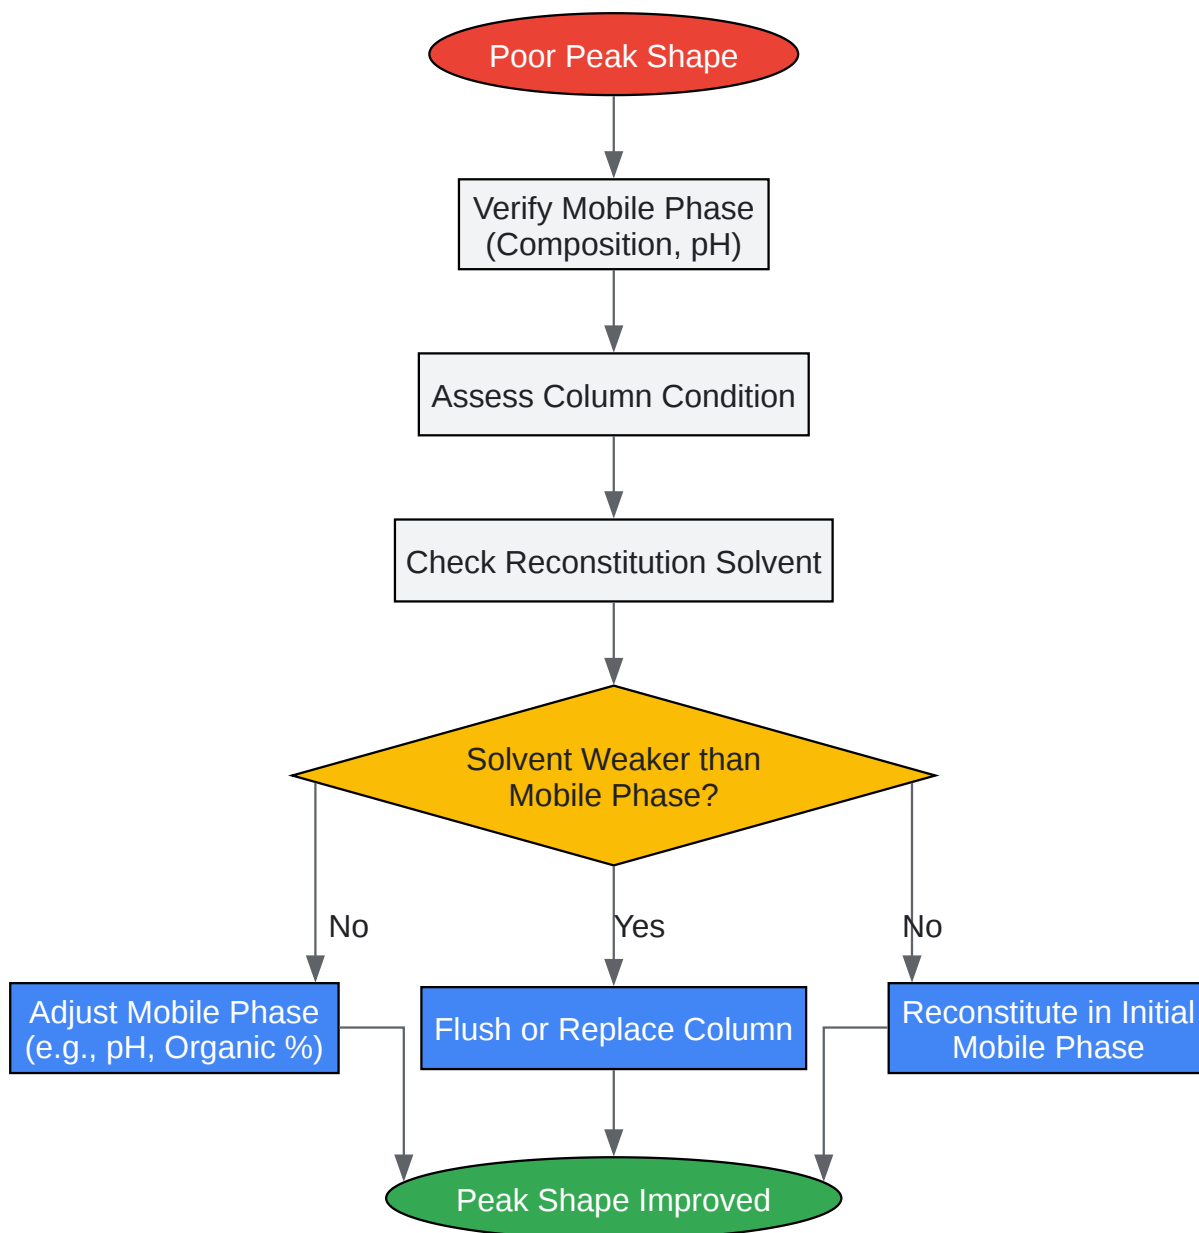 Poor Peak Shape
Verify Mobile Phase
(Composition, pH)
Assess Column Condition
Check Reconstitution Solvent
Solvent Weaker than
Mobile Phase?
No
Yes
No
Adjust Mobile Phase
(e.g., pH, Organic %)
Flush or Replace Column
Reconstitute in Initial
Mobile Phase
Peak Shape Improved